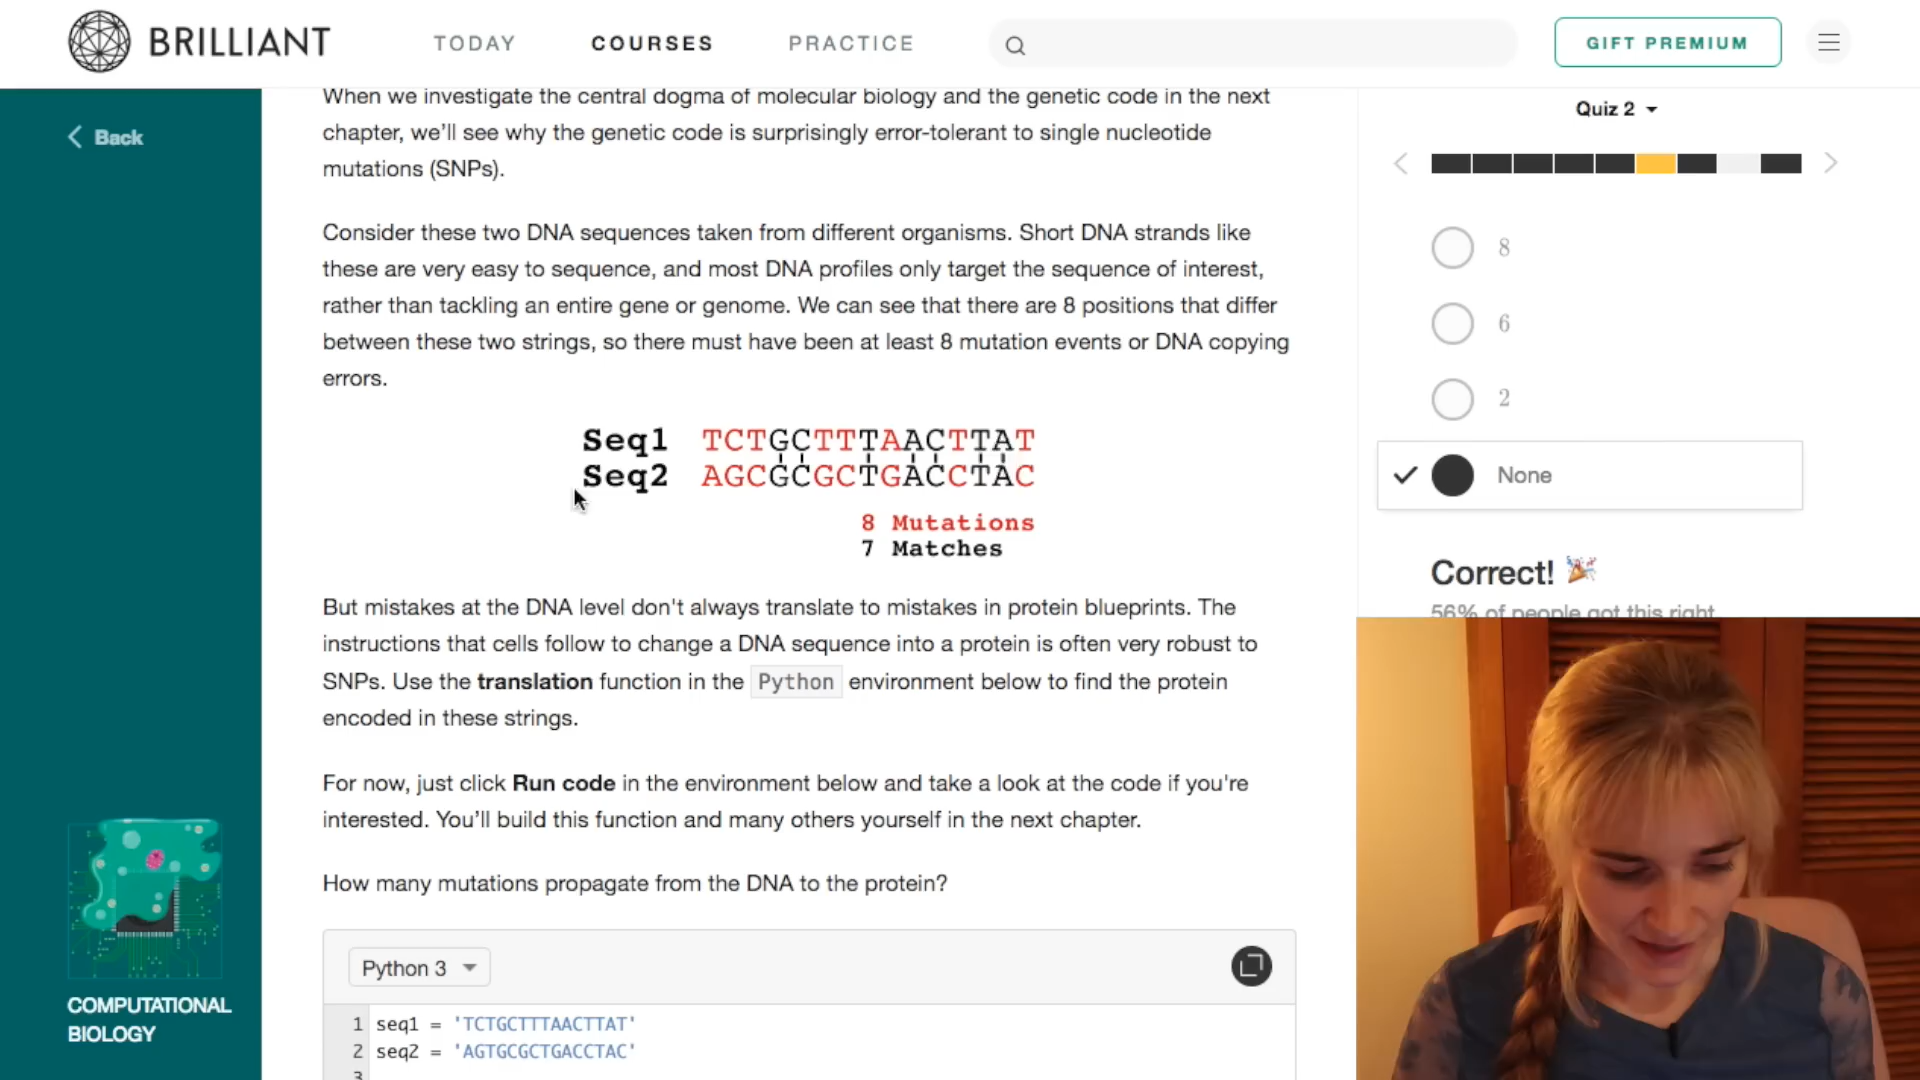 BRILLIANT
TODAY
COURSES
PRACTICE
GIFT PREMIUM
Back
When we investigate the central dogma of molecular biology and the genetic code in the next
chapter, we'll see why the genetic code is surprisingly error-tolerant to single nucleotide
mutations (SNPs).
Consider these two DNA sequences taken from different organisms. Short DNA strands like
these are very easy to sequence, and most DNA profiles only target the sequence of interest,
rather than tackling an entire gene or genome. We can see that there are 8 positions that differ
between these two strings, so there must have been at least 8 mutation events or DNA copying
errors.
Seq1 TCTGCTTTAACTTAT
Seq2 AGCGCGCTGACCTAC
8 Mutations
7 Matches
But mistakes at the DNA level don't always translate to mistakes in protein blueprints. The
instructions that cells follow to change a DNA sequence into a protein is often very robust to
SNPs. Use the translation function in the Python environment below to find the protein
encoded in these strings.
For now, just click Run code in the environment below and take a look at the code if you're
interested. You'll build this function and many others yourself in the next chapter.
How many mutations propagate from the DNA to the protein?
Python 3
1 seq1 = 'TCTGCTTTAACTTAT'
2 seq2 = 'AGTGCGCTGACCTAC'
3
Quiz 2
8
6
2
None
Correct!
56% of people got this right
COMPUTATIONAL
BIOLOGY